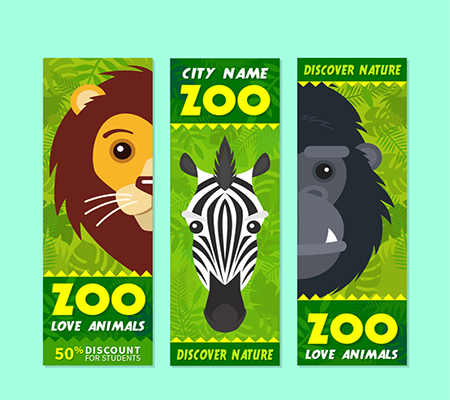 ZOO
LOVE ANIMALS
50% DISCOUNT
FOR STUDENTS
CITY NAME
ZOO
DISCOVER NATURE
DISCOVER NATURE
ZOO
LOVE ANIMALS